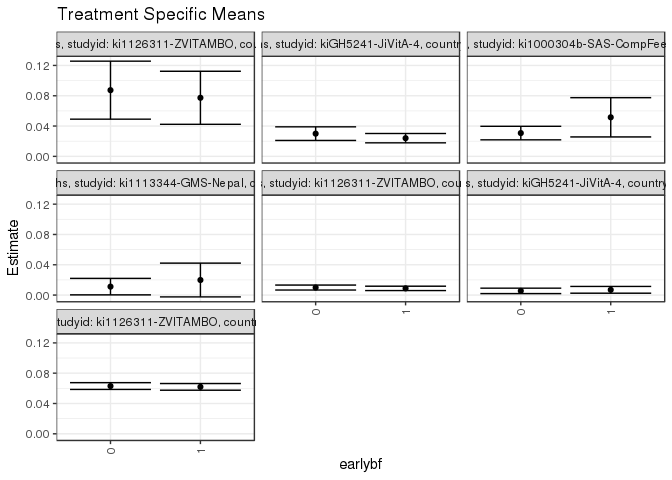 Treatment Specific Means
s, studyid: ki1126311-ZVITAMBO, co
s, studyid: kiGH5241-JiVitA-4, countr
, studyid: ki1000304b-SAS-CompFee
0.12
0.08
0.04
0.00
hs, studyid: ki1113344-GMS-Nepal, c
s, studyid: ki1126311-ZVITAMBO, cou
s, studyid: kiGH5241-JiVitA-4, country
0.12
0.08
0.04
0.00
0
1
0
1
tudyid: ki1126311-ZVITAMBO, countr
0.12
0.08
0.04
0.00
0
1
Estimate
earlybf